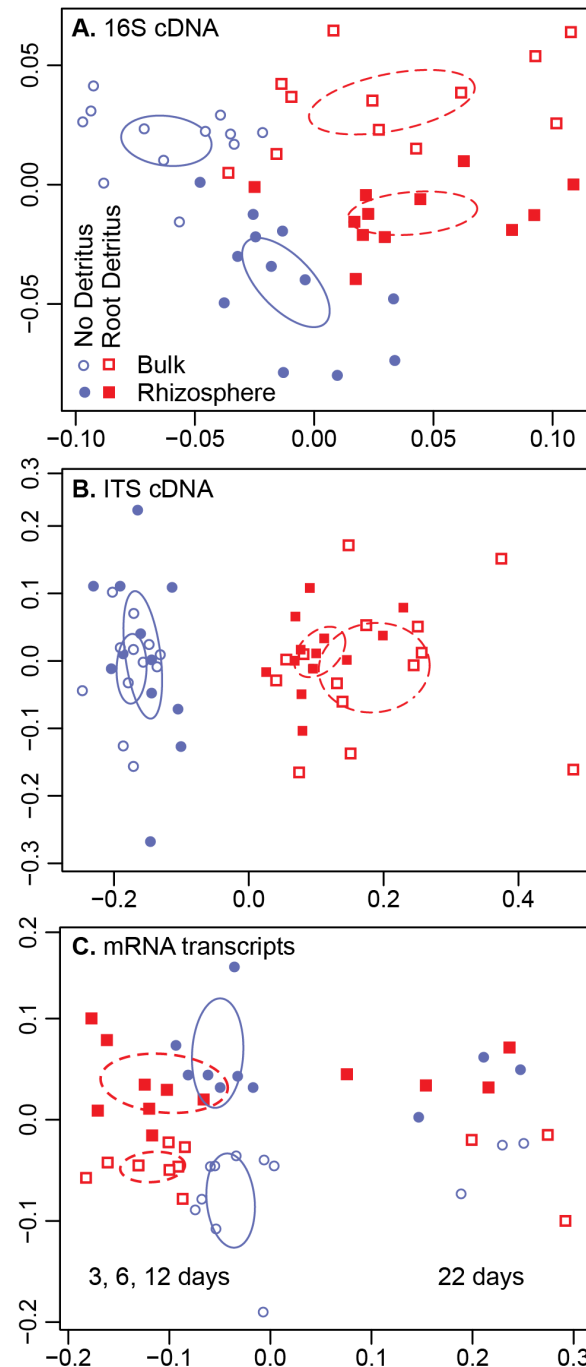 A. 16S cDNA
0.05
0.00
−0.05
No Detritus
Root Detritus
Bulk
Rhizosphere
−0.10 −0.05 0.00 0.05 0.10
B. ITS cDNA
0.3
0.2
0.1
0.0
−0.1
−0.2
−0.3
−0.2 0.0 0.2 0.4
C. mRNA transcripts
0.2
0.1
0.0
−0.1
−0.2
3, 6, 12 days 22 days
−0.2 −0.1 0.0 0.1 0.2 0.3